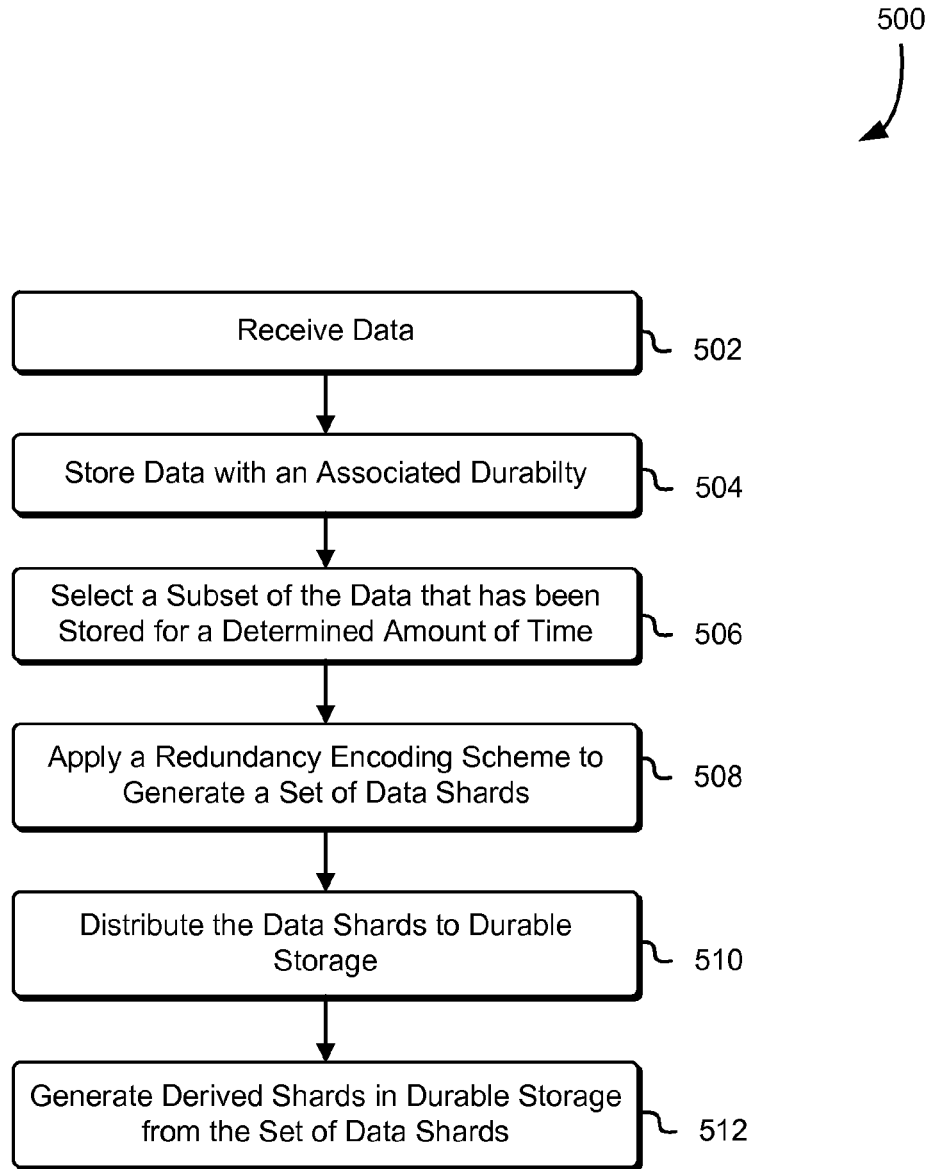 500
Receive Data
502
Store Data with an Associated Durabilty
504
Select a Subset of the Data that has been
Stored for a Determined Amount of Time
506
Apply a Redundancy Encoding Scheme to
Generate a Set of Data Shards
508
Distribute the Data Shards to Durable
Storage
510
Generate Derived Shards in Durable Storage
from the Set of Data Shards
512